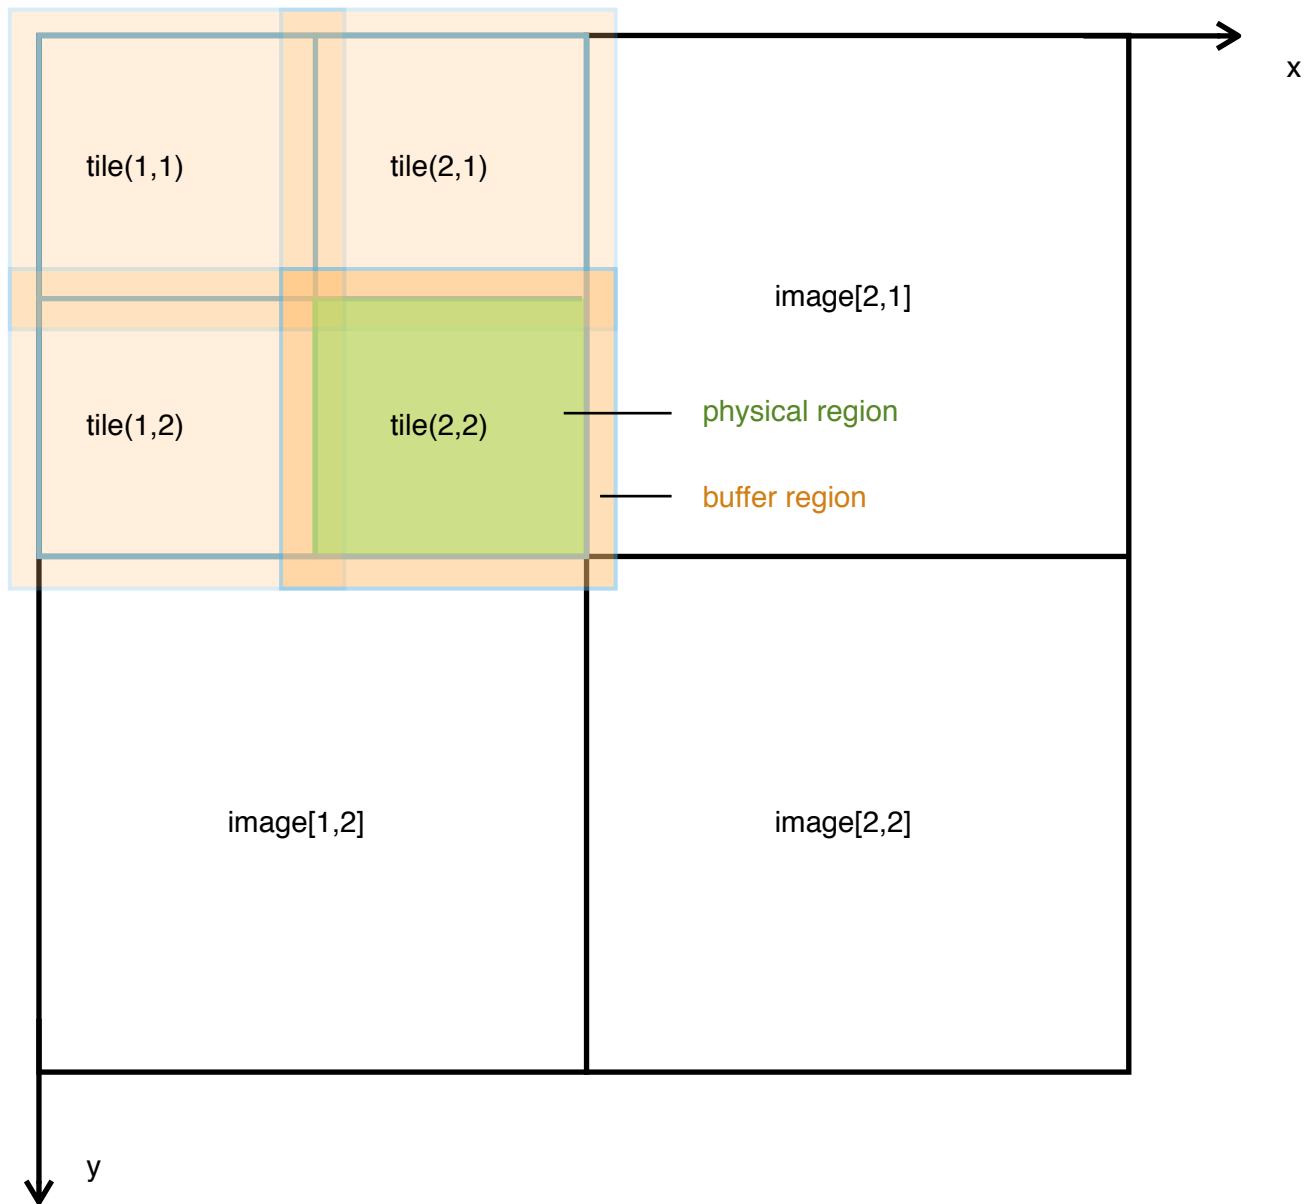 x
tile(1,1)
tile(2,1)
image[2,1]
tile(1,2)
tile(2,2)
physical region
buffer region
image[1,2]
image[2,2]
y